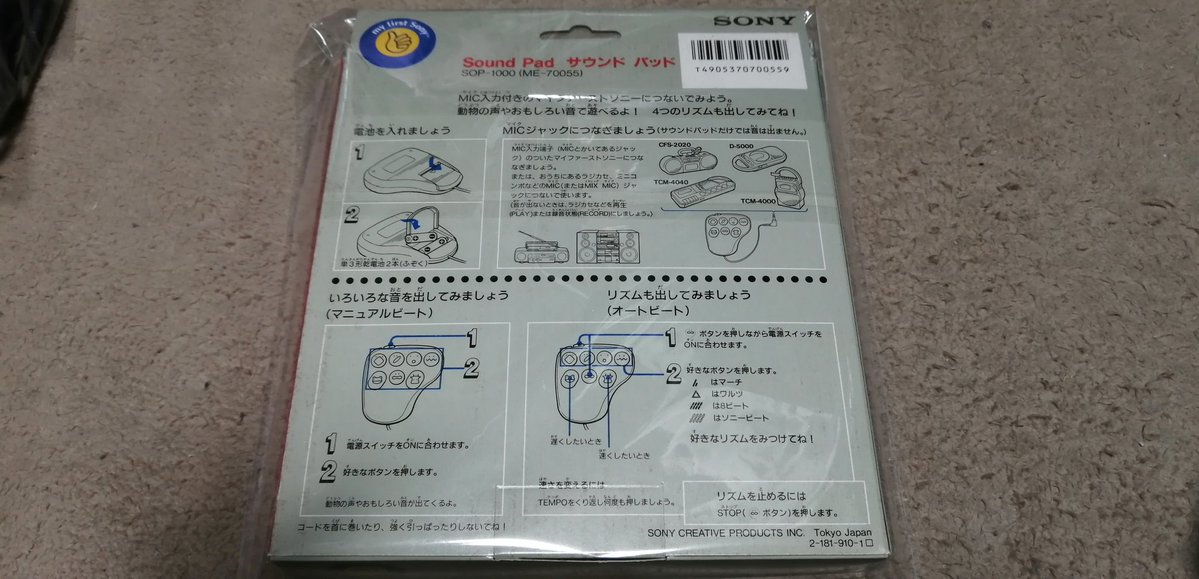 my first Sony
SONY
Sound Pad サウンド パッド
SOP-1000 (ME-70055)
T4905370700559
MIC入力付きのマイファーストソニーにつないでみよう。
動物の声やおもしろい音で遊べるよ! 4つのリズムも出してみてね!
電池を入れましょう
1
2
単3形乾電池2本(ふぞく)
MICジャックにつなぎましょう(サウンドパッドだけでは音は出ません。)
MIC入力端子(MICとかいてあるジャッ
ク)のついたマイファーストソニーにつな
なぎましょう。
または、おうちにあるラジカセ、ミニコ
ンポなどのMIC(またはMIX MIC)ジャ
ックにつないで使います。
(音が出ないときは、ラジカセなどを再生
(PLAY)または録音状態(RECORD)にしましょう。)
CFS-2020
D-500D
TCM-4040
TCM-4000
いろいろな音を出してみましょう
(マニュアルビート)
1
2
1 電源スイッチをONに合わせます。
2 好きなボタンを押します。
動物の声やおもしろい音が出てくるよ。
リズムも出してみましょう
(オートビート)
1 ∞ ボタンを押しながら電源スイッチを
ONに合わせます。
2 好きなボタンを押します。
はマーチ
△ はワルツ
は8ビート
はソニービート
好きなリズムをみつけてね!
遅くしたいとき
速くしたいとき
速さを変えるには
TEMPOをくり返し何度も押しましょう。
リズムを止めるには
STOP(∞ ボタン)を押します。
コードを首に巻いたり、強く引っぱったりしないでね!
SONY CREATIVE PRODUCTS INC. Tokyo Japan
2-181-910-1□